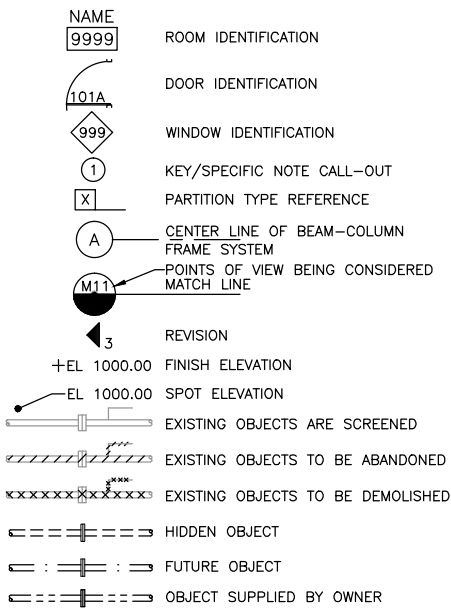 NAME
9999 ROOM IDENTIFICATION
101A DOOR IDENTIFICATION
999 WINDOW IDENTIFICATION
1 KEY/SPECIFIC NOTE CALL-OUT
X PARTITION TYPE REFERENCE
A CENTER LINE OF BEAM-COLUMN
FRAME SYSTEM
POINTS OF VIEW BEING CONSIDERED
M11 MATCH LINE
3 REVISION
+EL 1000.00 FINISH ELEVATION
EL 1000.00 SPOT ELEVATION
EXISTING OBJECTS ARE SCREENED
EXISTING OBJECTS TO BE ABANDONED
EXISTING OBJECTS TO BE DEMOLISHED
HIDDEN OBJECT
FUTURE OBJECT
OBJECT SUPPLIED BY OWNER